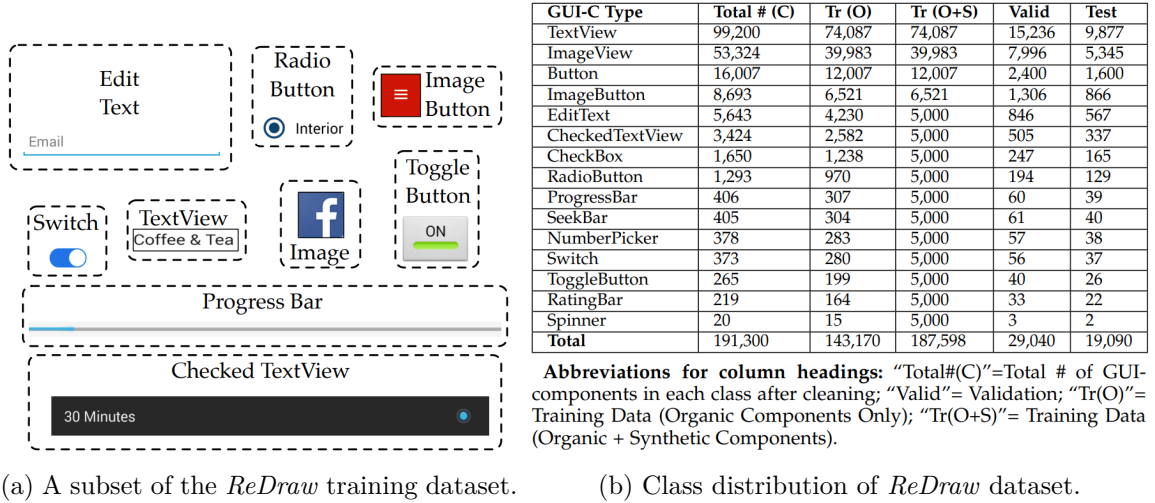 Edit
Text
Email
Radio
Button
Interior
Image
Button
Switch
TextView
Coffee & Tea
Image
Toggle
Button
ON
Progress Bar
Checked TextView
30 Minutes
(a) A subset of the ReDraw training dataset.
GUI-C Type Total # (C) Tr (O) Tr (O+S) Valid Test
TextView 99,200 74,087 74,087 15,236 9,877
ImageView 53,324 39,983 39,983 7,996 5,345
Button 16,007 12,007 12,007 2,400 1,600
ImageButton 8,693 6,521 6,521 1,306 866
EditText 5,643 4,230 5,000 846 567
CheckedTextView 3,424 2,582 5,000 505 337
CheckBox 1,650 1,238 5,000 247 165
RadioButton 1,293 970 5,000 194 129
ProgressBar 406 307 5,000 60 39
SeekBar 405 304 5,000 61 40
NumberPicker 378 283 5,000 57 38
Switch 373 280 5,000 56 37
ToggleButton 265 199 5,000 40 26
RatingBar 219 164 5,000 33 22
Spinner 20 15 5,000 3 2
Total 191,300 143,170 187,598 29,040 19,090
Abbreviations for column headings: “Total#(C)”=Total # of GUI-
components in each class after cleaning; “Valid”= Validation; “Tr(O)”=
Training Data (Organic Components Only); “Tr(O+S)”= Training Data
(Organic + Synthetic Components).
(b) Class distribution of ReDraw dataset.